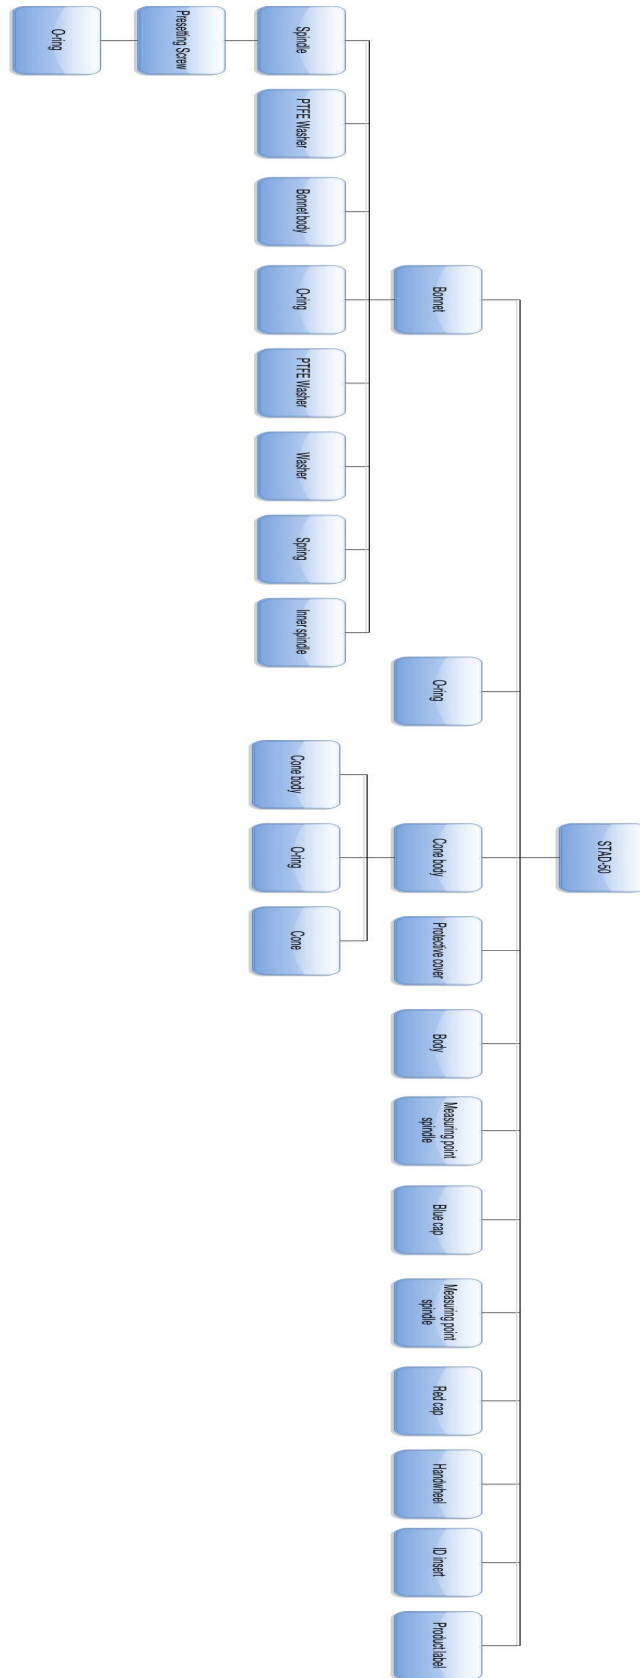 STAD-50
Bonnet
O-ring
Cone body
Protective cover
Body
Measuring point
spindle
Blue cap
Measuring point
spindle
Red cap
Handwheel
ID insert
Product label
Spindle
PTFE Washer
Bonnet body
O-ring
PTFE Washer
Washer
Spring
Inner spindle
Cone body
O-ring
Cone
Presetting Screw
O-ring